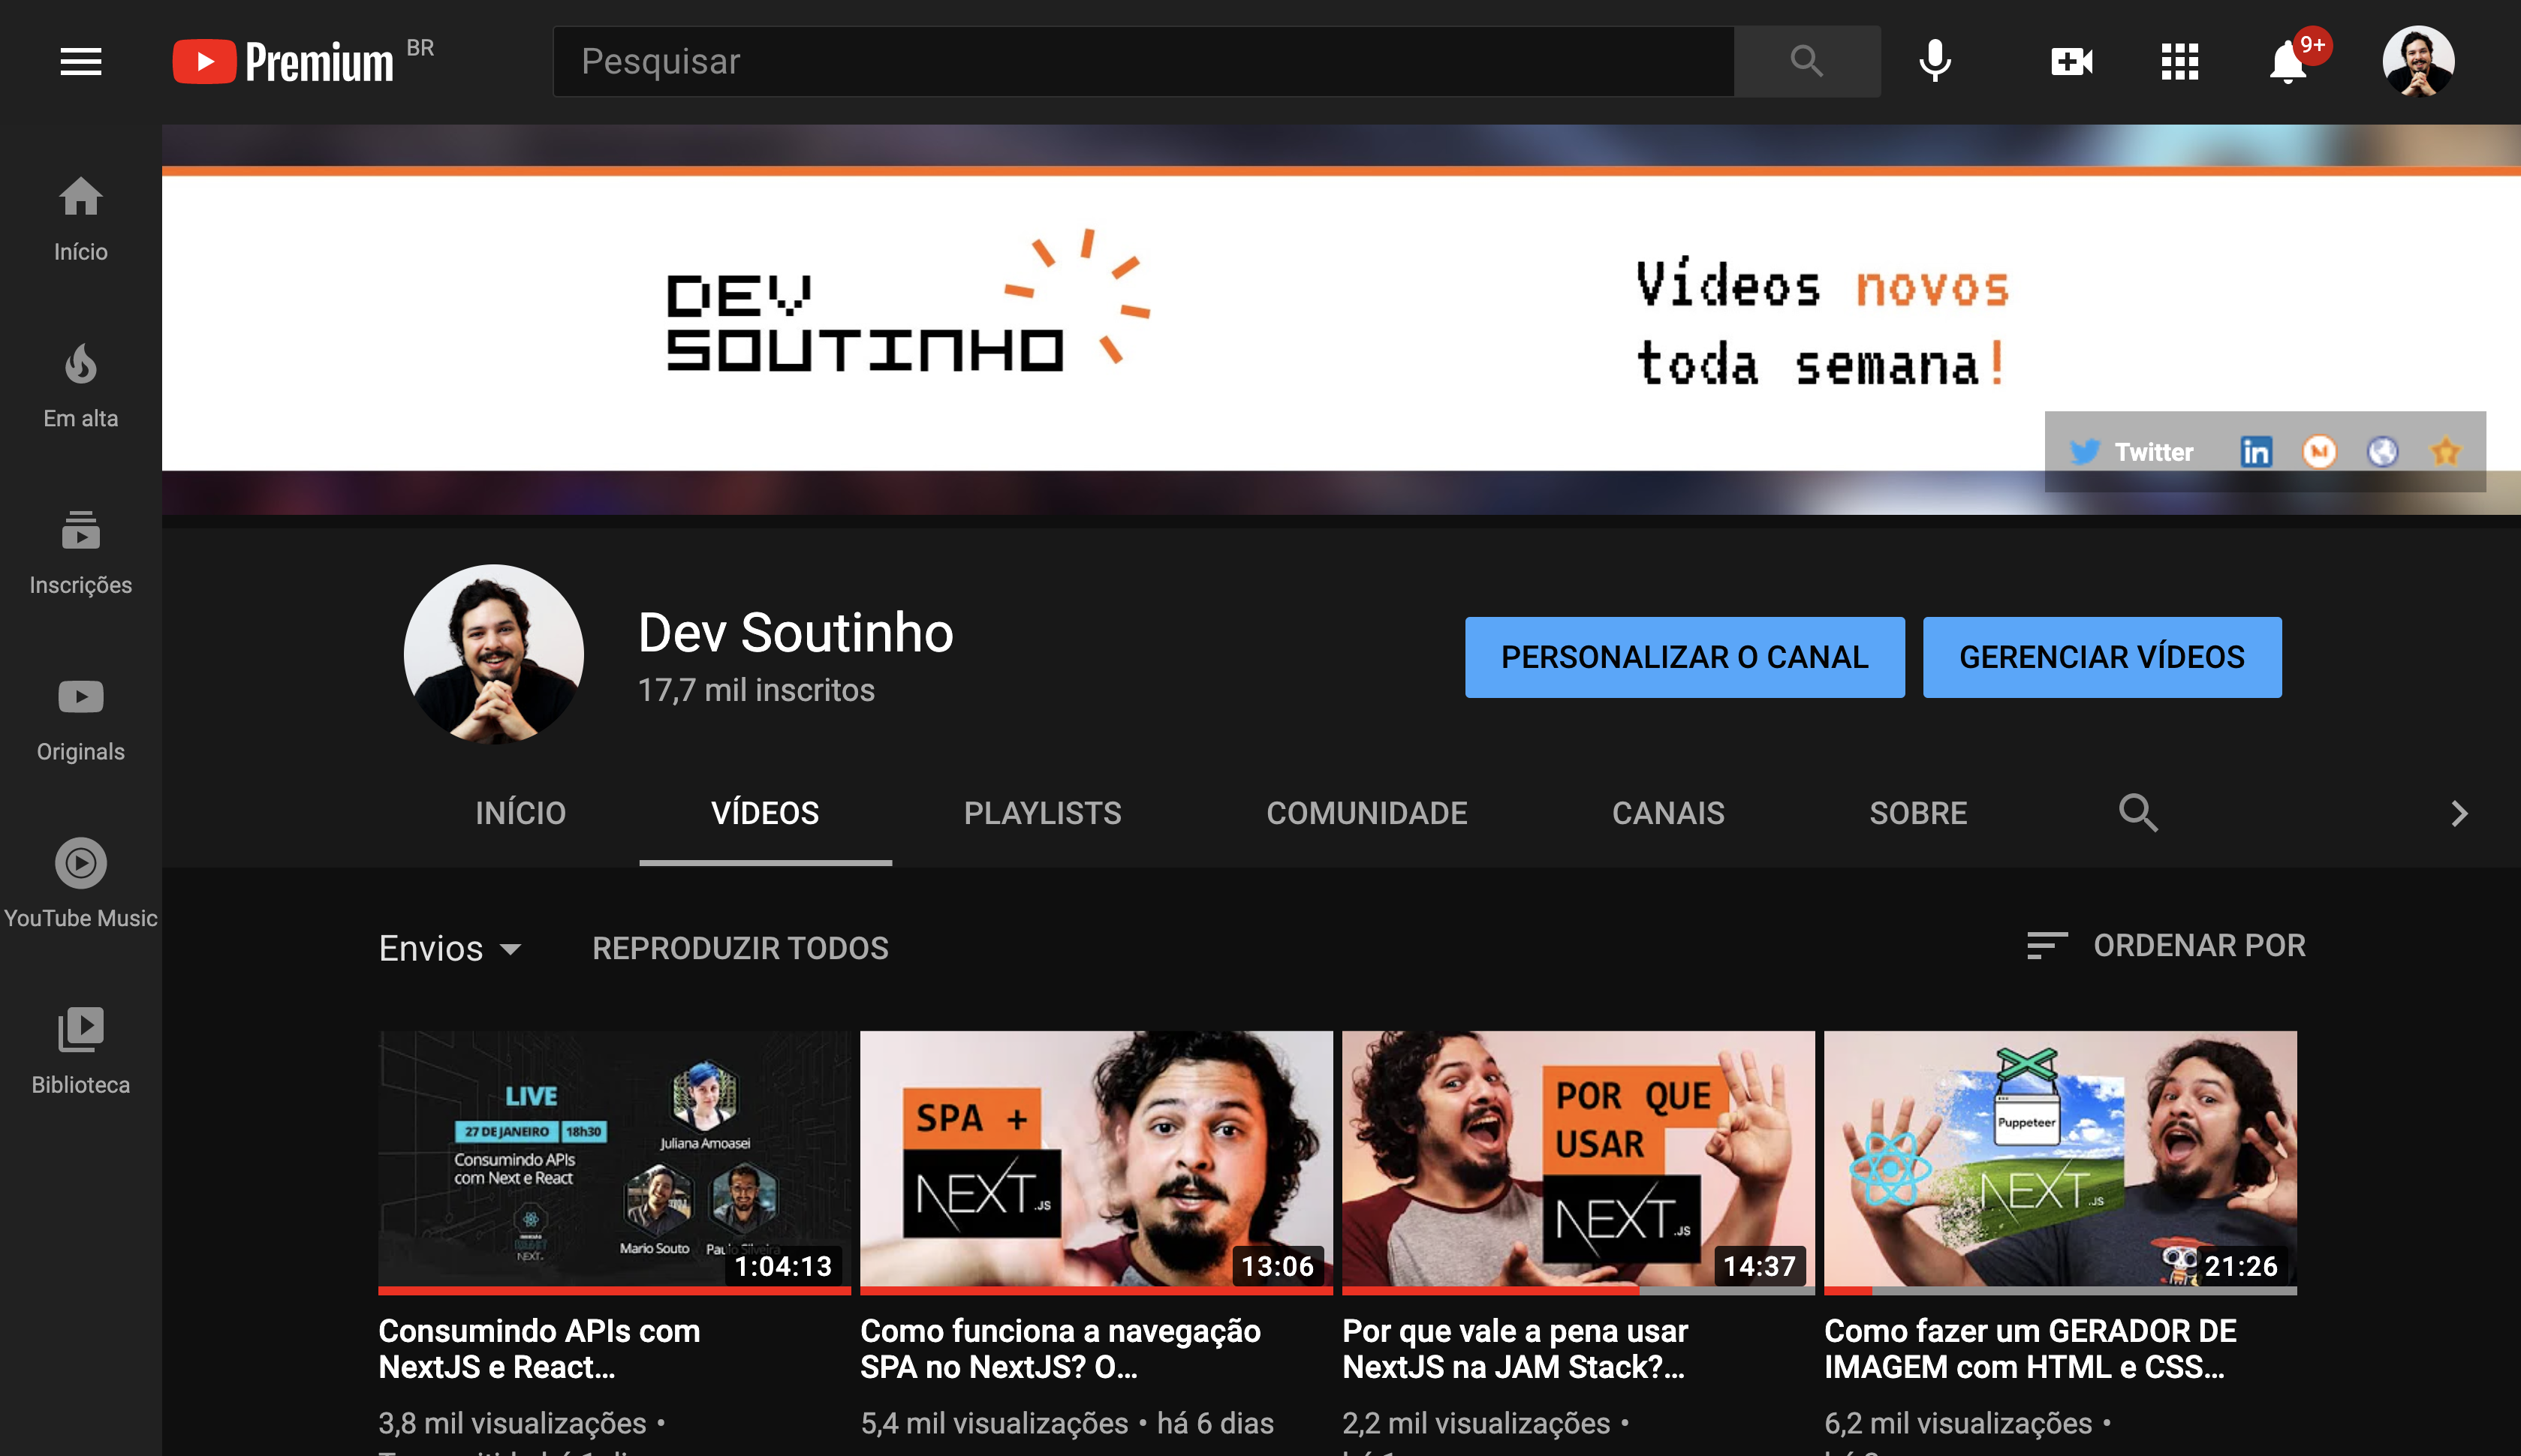 Premium BR
Pesquisar
9+
Início
Em alta
Inscrições
Originals
YouTube Music
Biblioteca
DEV
SOUTINHO
Vídeos novos
toda semana!
Twitter
in
Dev Soutinho
17,7 mil inscritos
PERSONALIZAR O CANAL
GERENCIAR VÍDEOS
INÍCIO
VÍDEOS
PLAYLISTS
COMUNIDADE
CANAIS
SOBRE
Envios
REPRODUZIR TODOS
ORDENAR POR
LIVE
27 DE JANEIRO 18h30
Consumindo APIs
com Next e React
Juliana Amoasei
Mario Souto
Paulo Silveira
REACT
NEXT
1:04:13
Consumindo APIs com
NextJS e React...
3,8 mil visualizações •
SPA +
NEXT.JS
13:06
Como funciona a navegação
SPA no NextJS? O...
5,4 mil visualizações • há 6 dias
POR QUE
USAR
NEXT.JS
14:37
Por que vale a pena usar
NextJS na JAM Stack?...
2,2 mil visualizações •
Puppeteer
NEXT.JS
21:26
Como fazer um GERADOR DE
IMAGEM com HTML e CSS...
6,2 mil visualizações •